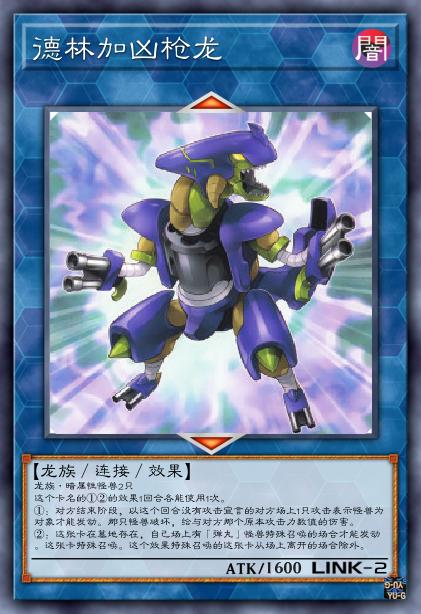 德林加凶枪龙
闇
【龙族／连接／效果】
龙族·暗属性怪兽2只
这个卡名的①②的效果1回合各能使用1次。
①：对方结束阶段，以这个回合没有攻击宣言的对方场上1只攻击表示怪兽为
对象才能发动。那只怪兽破坏，给与对方那个原本攻击力数值的伤害。
②：这张卡在墓地存在，自己场上有「弹丸」怪兽特殊召唤的场合才能发动
。这张卡特殊召唤。这个效果特殊召唤的这张卡从场上离开的场合除外。
ATK/1600 LINK-2